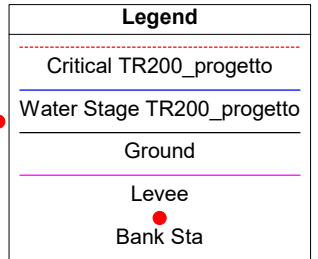 Legend
Critical TR200_progetto
Water Stage TR200_progetto
Ground
Levee
Bank Sta